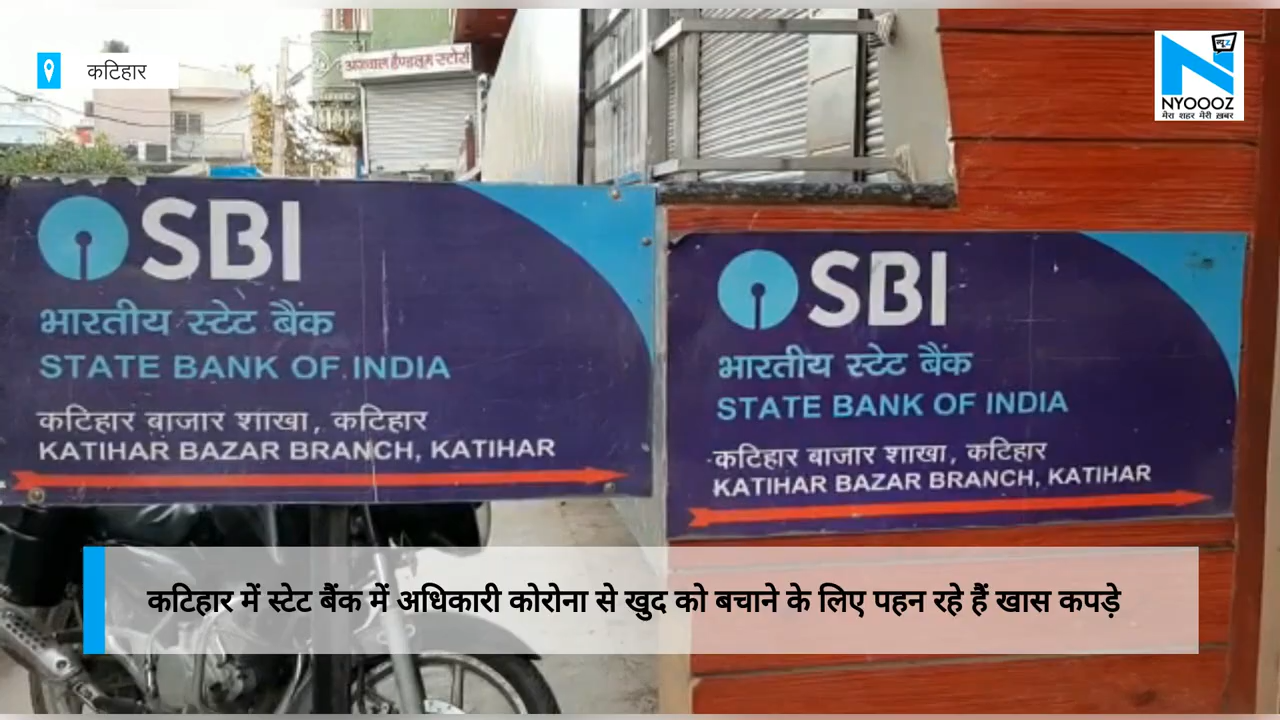 कटिहार
अग्रवाल हैण्डलूम स्टोर्स
न्यूज़
NYOOOZ
मेरा शहर मेरी ख़बर
SBI
भारतीय स्टेट बैंक
STATE BANK OF INDIA
कटिहार बाजार शाखा, कटिहार
KATIHAR BAZAR BRANCH, KATIHAR
SBI
भारतीय स्टेट बैंक
STATE BANK OF INDIA
कटिहार बाजार शाखा, कटिहार
KATIHAR BAZAR BRANCH, KATIHAR
कटिहार में स्टेट बैंक में अधिकारी कोरोना से खुद को बचाने के लिए पहन रहे हैं खास कपड़े